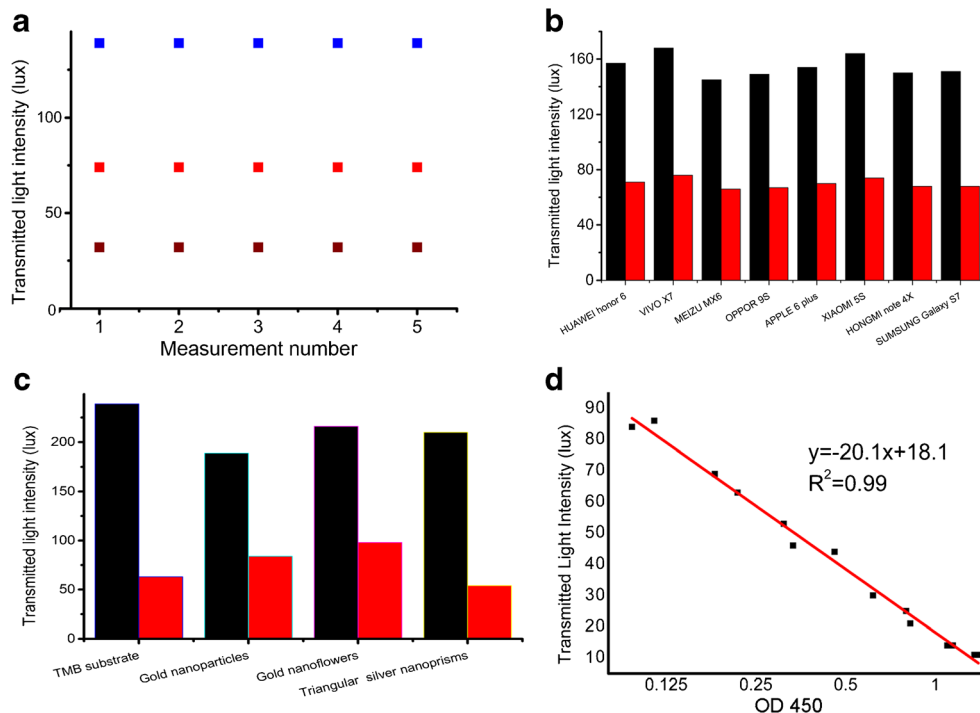 a
Transmitted light intensity (lux)
100
50
0
1 2 3 4 5
Measurement number
b
Transmitted light intensity (lux)
160
120
80
40
0
HUAWEI honor 6
VIVO X7
MEIZU MX6
OPPOR 9S
APPLE 6 plus
XIAOMI 5S
HONGMI note 4X
SUMSUNG Galaxy S7
c
Transmitted light intensity (lux)
200
150
100
50
0
TMB substrate
Gold nanoparticles
Gold nanoflowers
Triangular silver nanoprisms
d
Transmitted Light Intensity (lux)
90
80
70
60
50
40
30
20
10
y=-20.1x+18.1
R²=0.99
0.125 0.25 0.5 1
OD 450